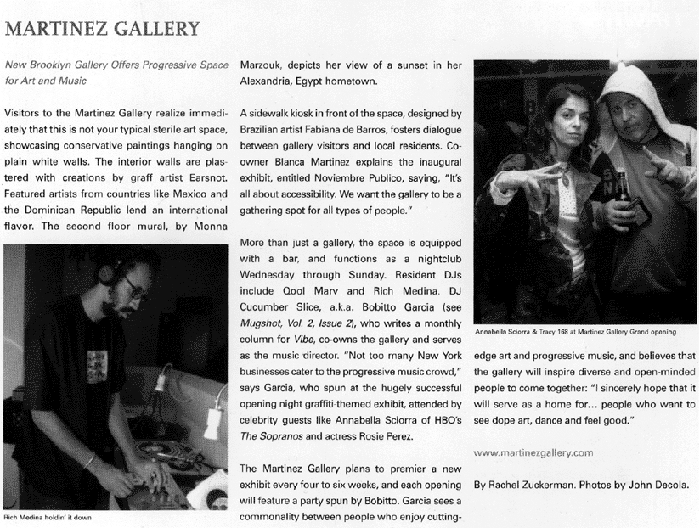 MARTINEZ GALLERY
New Brooklyn Gallery Offers Progressive Space
for Art and Music
Visitors to the Martinez Gallery realize immedi-
ately that this is not your typical sterile art space,
showcasing conservative paintings hanging on
plain white walls. The interior walls are plas-
tered with creations by graff artist Earsnot.
Featured artists from countries like Mexico and
the Dominican Republic lend an international
flavor. The second floor mural, by Monna
Rich Medina holdin' it down
Marzouk, depicts her view of a sunset in her
Alexandria, Egypt hometown.
A sidewalk kiosk in front of the space, designed by
Brazilian artist Fabiana de Barros, fosters dialogue
between gallery visitors and local residents. Co-
owner Blanca Martinez explains the inaugural
exhibit, entitled Noviembre Publico, saying, "It's
all about accessibility. We want the gallery to be a
gathering spot for all types of people."
More than just a gallery, the space is equipped
with a bar, and functions as a nightclub
Wednesday through Sunday. Resident DJs
include Qool Marv and Rich Medina. DJ
Cucumber Slice, a.k.a. Bobitto Garcia (see
Mugshot, Vol. 2, Issue 2), who writes a monthly
column for Vibe, co-owns the gallery and serves
as the music director. "Not too many New York
businesses cater to the progressive music crowd,"
says Garcia, who spun at the hugely successful
opening night graffiti-themed exhibit, attended by
celebrity guests like Annabella Sciorra of HBO's
The Sopranos and actress Rosie Perez.
The Martinez Gallery plans to premier a new
exhibit every four to six weeks, and each opening
will feature a party spun by Bobitto. Garcia sees a
commonality between people who enjoy cutting-
Annabella Sciorra & Tracy 168 at Martinez Gallery Grand opening
edge art and progressive music, and believes that
the gallery will inspire diverse and open-minded
people to come together: "I sincerely hope that it
will serve as a home for... people who want to
see dope art, dance and feel good."
www.martinezgallery.com
By Rachel Zuckerman. Photos by John Decola.